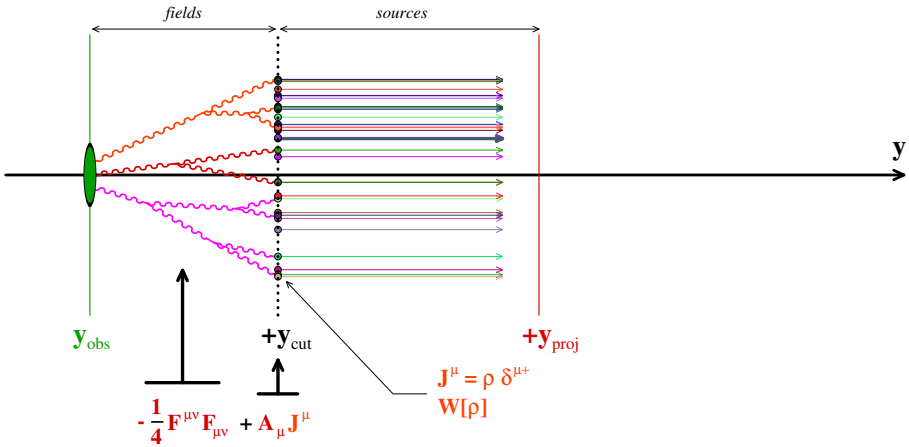 fields sources
y
y_obs +y_cut +y_proj
J^μ = ρ δ^μ+
W[ρ]
- 1/4 F^μν F_μν + A_μ J^μ